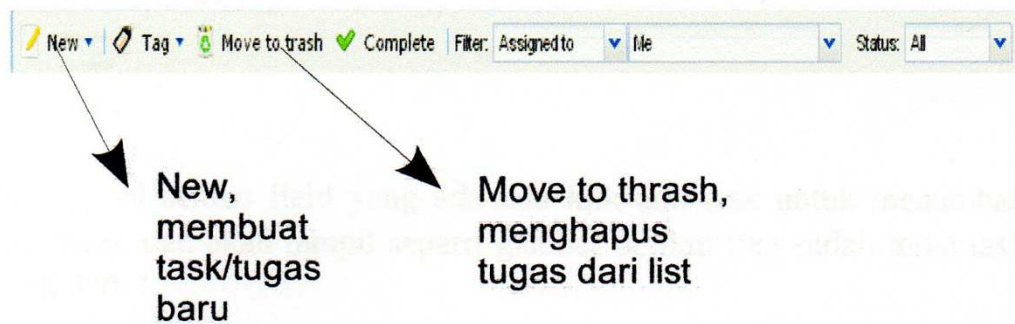 New Tag Move to trash Complete Filter: Assigned to Me Status: All
New,
membuat
task/tugas
baru
Move to thrash,
menghapus
tugas dari list